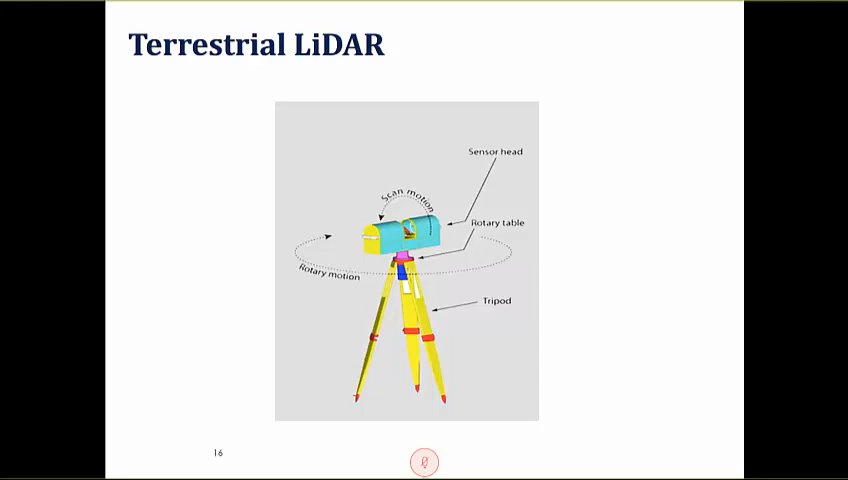 Terrestrial LiDAR
Sensor head
Scan motion
Rotary table
Rotary motion
Tripod
16